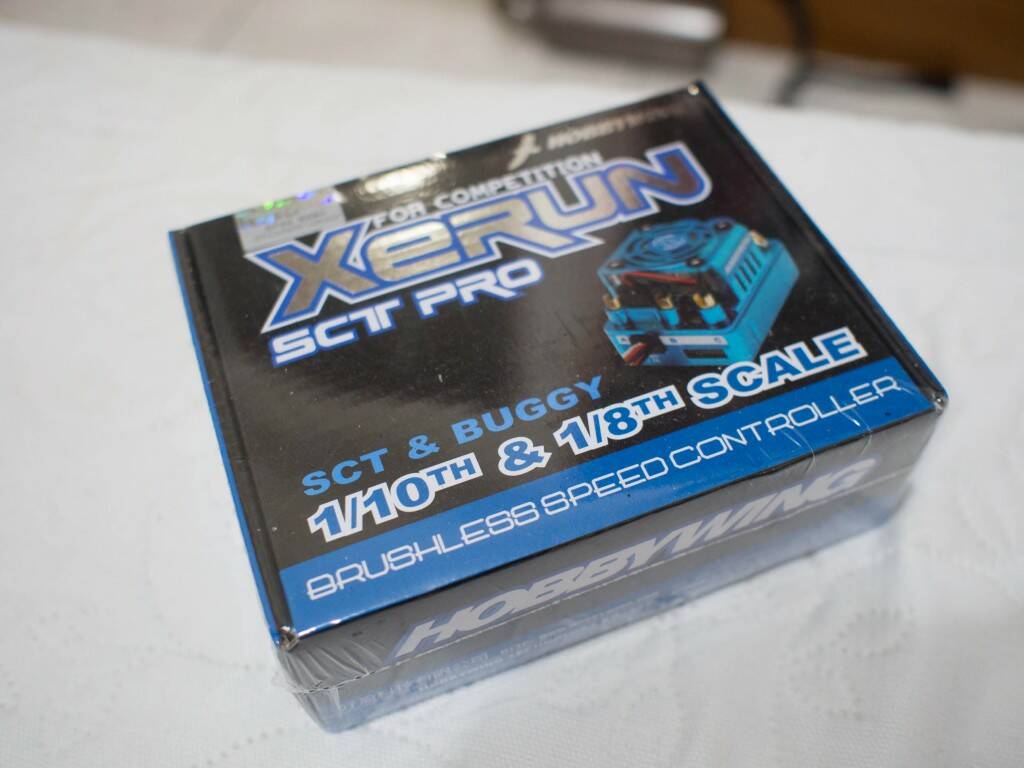 HOBBYWING
FOR COMPETITION
XERUN
SCT PRO
SCT & BUGGY
1/10TH & 1/8TH SCALE
BRUSHLESS SPEED CONTROLLER
HOBBYWING